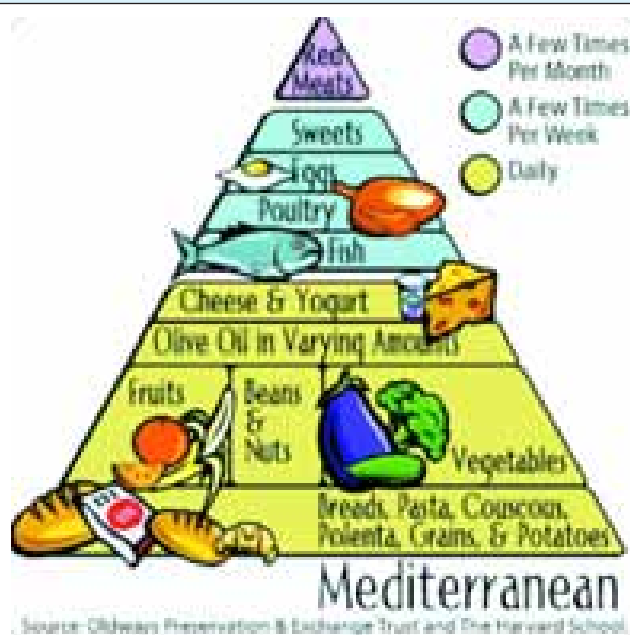 Red
Meats
A Few Times
Per Month
Sweets
A Few Times
Per Week
Eggs
Daily
Poultry
Fish
Cheese & Yogurt
Olive Oil in Varying Amounts
Fruits
Beans
&
Nuts
Vegetables
Breads, Pasta, Couscous,
Polenta, Grains, & Potatoes
Mediterranean
Source: Oldways Preservation & Exchange Trust and The Harvard School